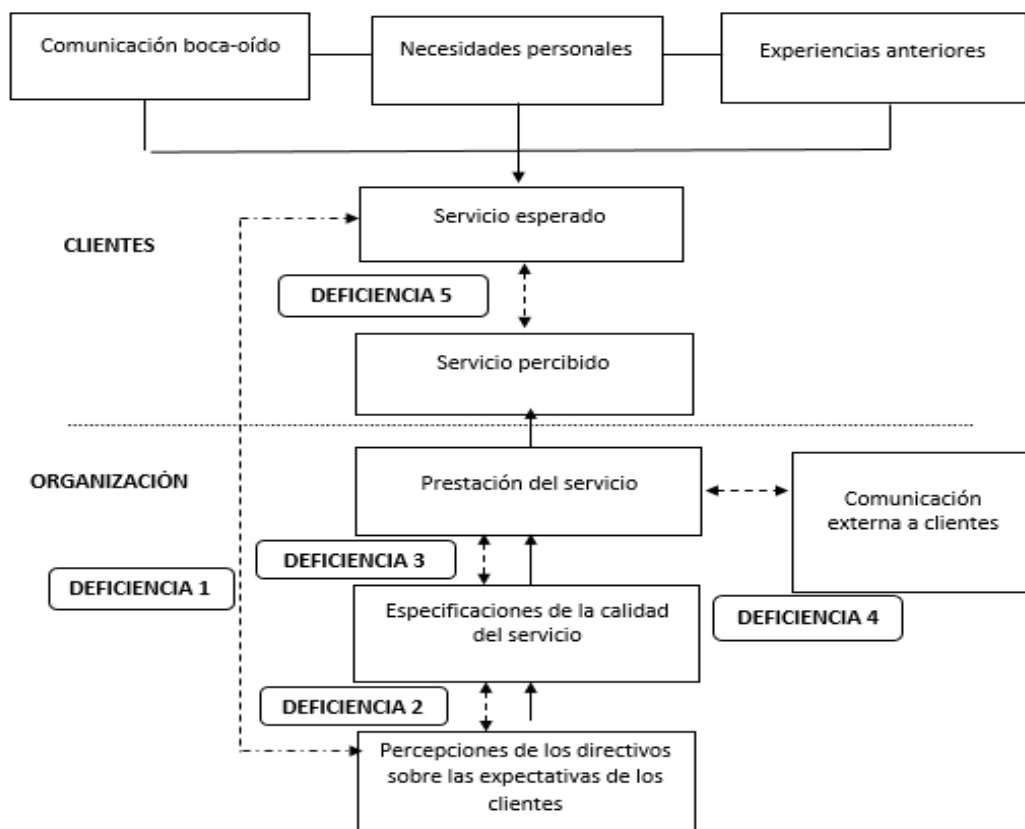 Comunicación boca-oído
Necesidades personales
Experiencias anteriores
Servicio esperado
CLIENTES
DEFICIENCIA 5
Servicio percibido
ORGANIZACIÓN
Prestación del servicio
Comunicación
externa a clientes
DEFICIENCIA 3
DEFICIENCIA 1
Especificaciones de la calidad
del servicio
DEFICIENCIA 4
DEFICIENCIA 2
Percepciones de los directivos
sobre las expectativas de los
clientes